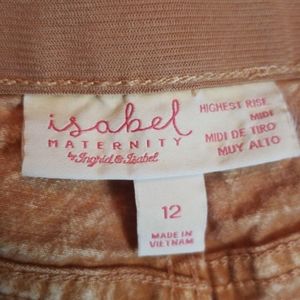 isabel
MATERNITY
by Ingrid & Isabel
HIGHEST RISE
MIDI
MIDI DE TIRO
MUY ALTO
12
MADE IN
VIETNAM